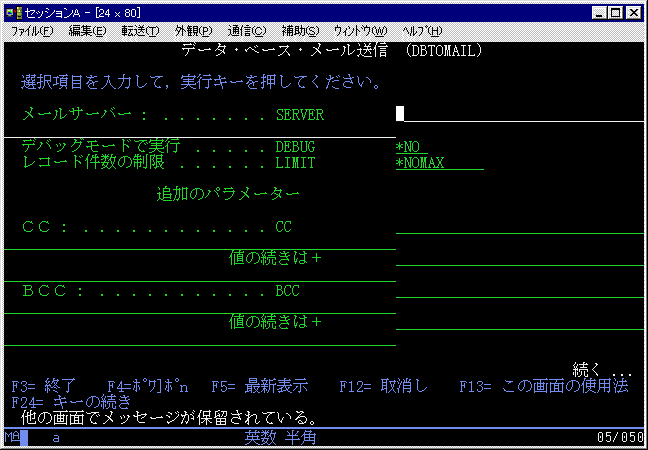 セッションA - [24 x 80]
ファイル(F) 編集(E) 転送(T) 外観(P) 通信(C) 補助(S) ウィンドウ(W) ヘルプ(H)
データ・ベース・メール送信 (DBTOMAIL)
選択項目を入力して,実行キーを押してください。
メールサーバー : . . . . . . . . SERVER
デバッグモードで実行 . . . . . . DEBUG *NO
レコード件数の制限 . . . . . . . LIMIT *NOMAX
追加のパラメーター
CC : . . . . . . . . . . . . . CC
値の続きは+
BCC : . . . . . . . . . . . . BCC
値の続きは+
続く ...
F3= 終了 F4=ポワ]ポn F5= 最新表示 F12= 取消し F13= この画面の使用法
F24= キーの続き
他の画面でメッセージが保留されている。
MA a 英数 半角 05/050